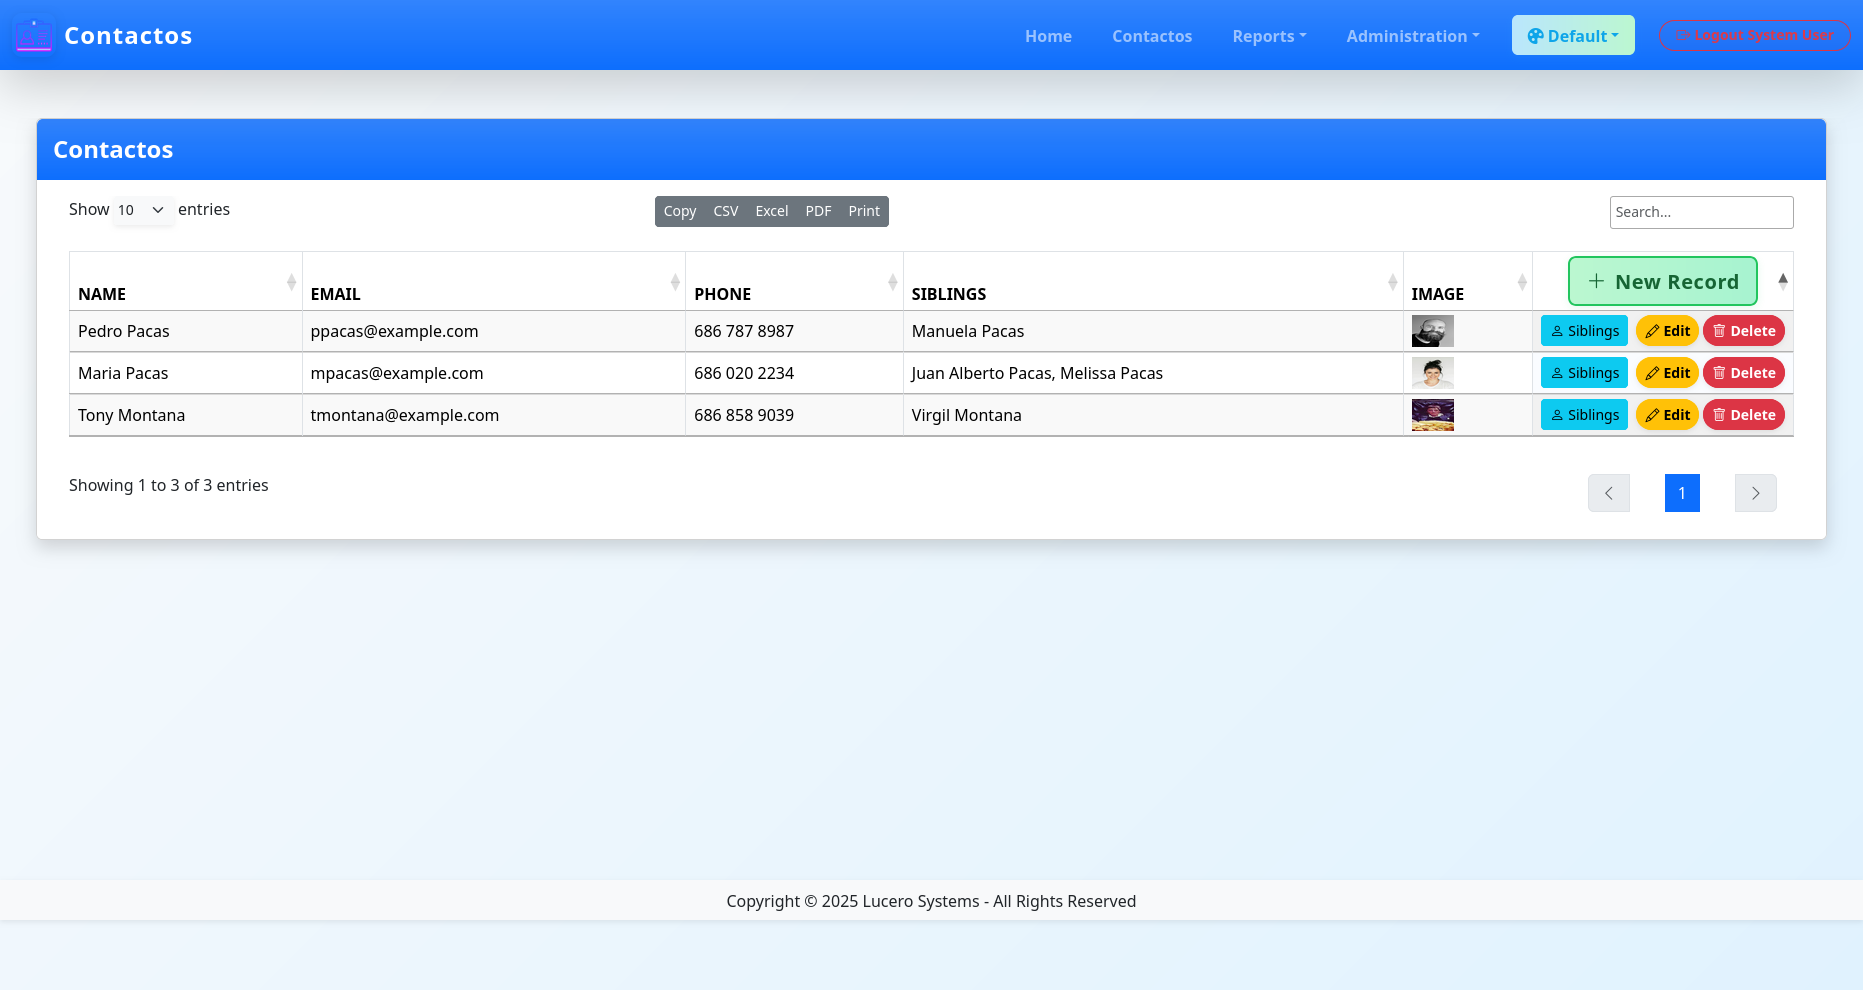 Contactos
Home Contactos Reports Administration Default Logout System User
Contactos
Show 10 entries Copy CSV Excel PDF Print Search...
NAME EMAIL PHONE SIBLINGS IMAGE + New Record
Pedro Pacas ppacas@example.com 686 787 8987 Manuela Pacas Siblings Edit Delete
Maria Pacas mpacas@example.com 686 020 2234 Juan Alberto Pacas, Melissa Pacas Siblings Edit Delete
Tony Montana tmontana@example.com 686 858 9039 Virgil Montana Siblings Edit Delete
Showing 1 to 3 of 3 entries 1
Copyright © 2025 Lucero Systems - All Rights Reserved